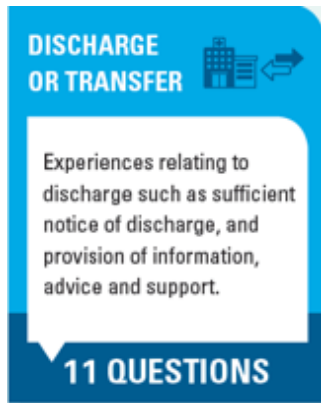 DISCHARGE
OR TRANSFER
Experiences relating to
discharge such as sufficient
notice of discharge, and
provision of information,
advice and support.
11 QUESTIONS